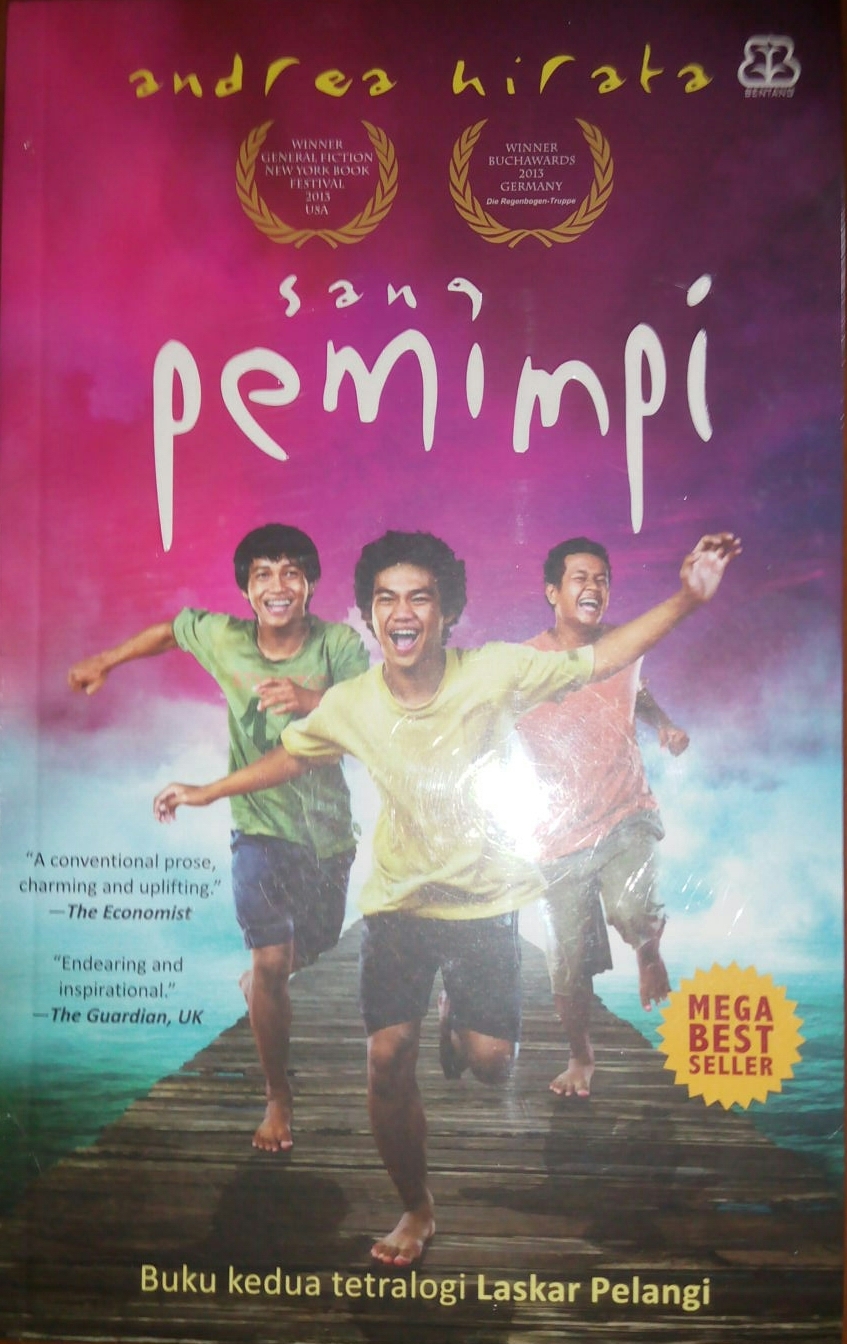 andrea hirata
BENTANG
WINNER
GENERAL FICTION
NEW YORK BOOK
FESTIVAL
2013
USA
WINNER
BUCHAWARDS
2013
GERMANY
Die Regenbogen-Truppe
sang
pemimpi
"A conventional prose,
charming and uplifting."
—The Economist
"Endearing and
inspirational."
—The Guardian, UK
MEGA
BEST
SELLER
Buku kedua tetralogi Laskar Pelangi